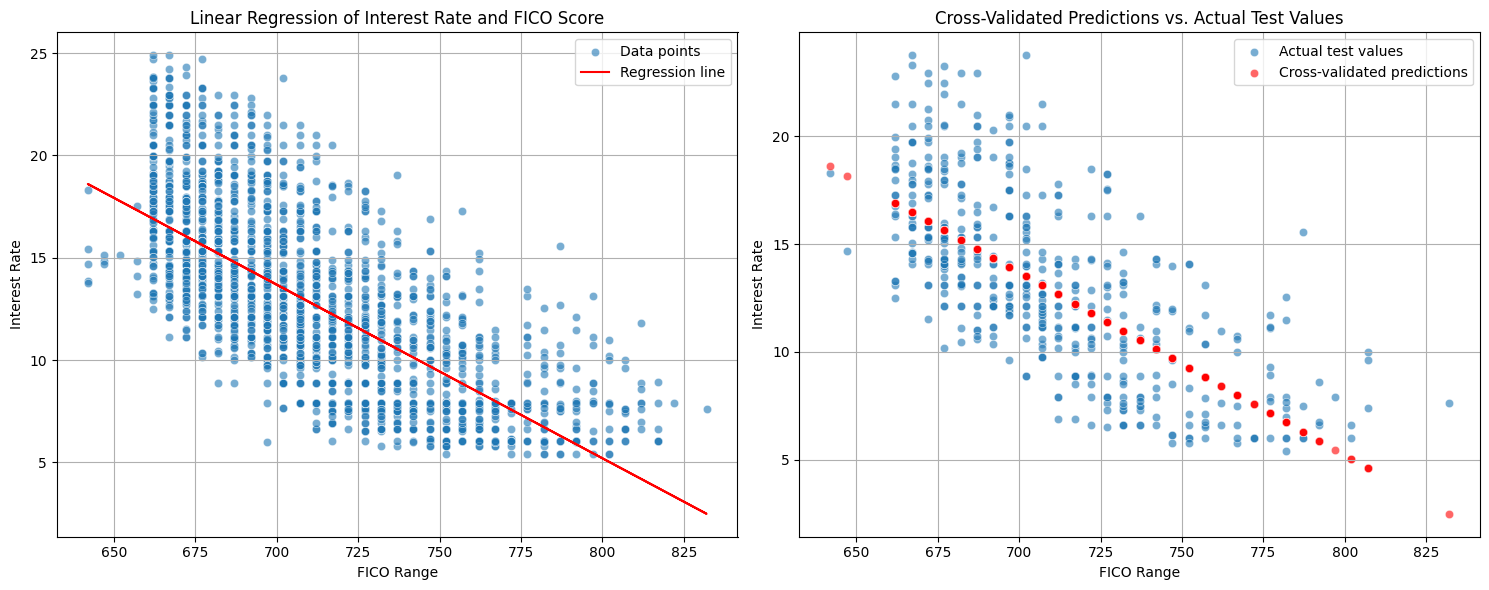 Linear Regression of Interest Rate and FICO Score
Data points
Regression line
25
20
15
10
5
Interest Rate
650 675 700 725 750 775 800 825
FICO Range
Cross-Validated Predictions vs. Actual Test Values
Actual test values
Cross-validated predictions
20
15
10
5
Interest Rate
650 675 700 725 750 775 800 825
FICO Range